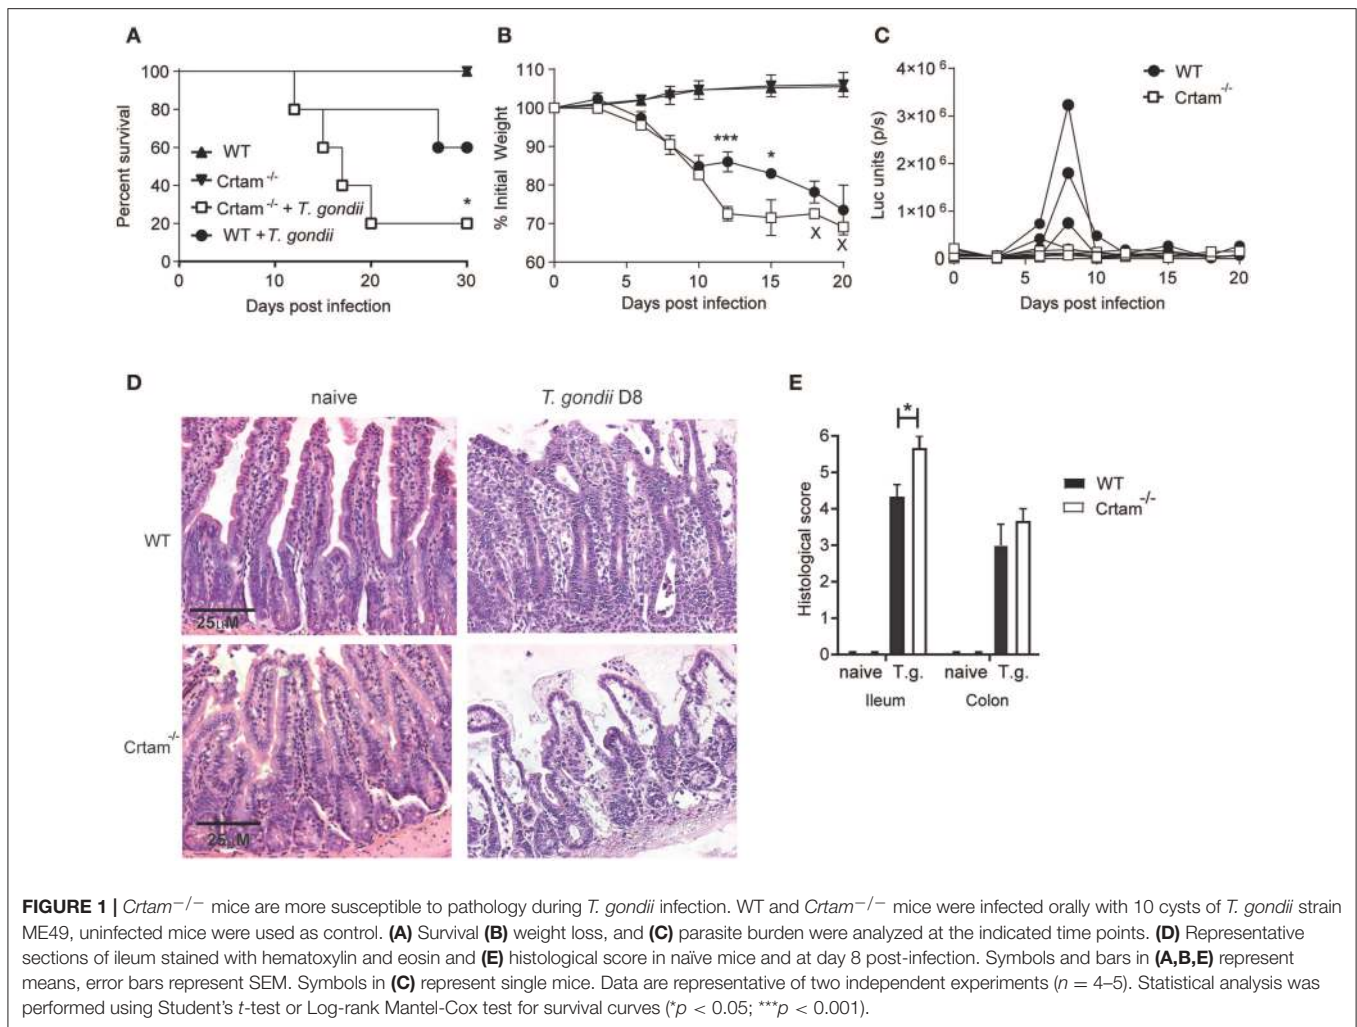 A
Percent survival
100
80
60
40
20
0
WT
Crtam-/-
Crtam-/- + T. gondii
WT + T. gondii
*
0 10 20 30
Days post infection
B
% Initial Weight
110
100
90
80
70
60
***
*
X X
0 5 10 15 20
Days post infection
C
Luc units (p/s)
4×10 6
3×10 6
2×10 6
1×10 6
0
WT
Crtam-/-
0 5 10 15 20
Days post infection
D
naive
T. gondii D8
WT
25µM
Crtam-/-
25µM
E
Histological score
6
5
4
3
2
1
0
*
WT
Crtam-/-
naive T.g. naive T.g.
Ileum Colon
FIGURE 1 | Crtam−/− mice are more susceptible to pathology during T. gondii infection. WT and Crtam−/− mice were infected orally with 10 cysts of T. gondii strain
ME49, uninfected mice were used as control. (A) Survival (B) weight loss, and (C) parasite burden were analyzed at the indicated time points. (D) Representative
sections of ileum stained with hematoxylin and eosin and (E) histological score in naïve mice and at day 8 post-infection. Symbols and bars in (A,B,E) represent
means, error bars represent SEM. Symbols in (C) represent single mice. Data are representative of two independent experiments (n = 4–5). Statistical analysis was
performed using Student's t-test or Log-rank Mantel-Cox test for survival curves (*p < 0.05; ***p < 0.001).